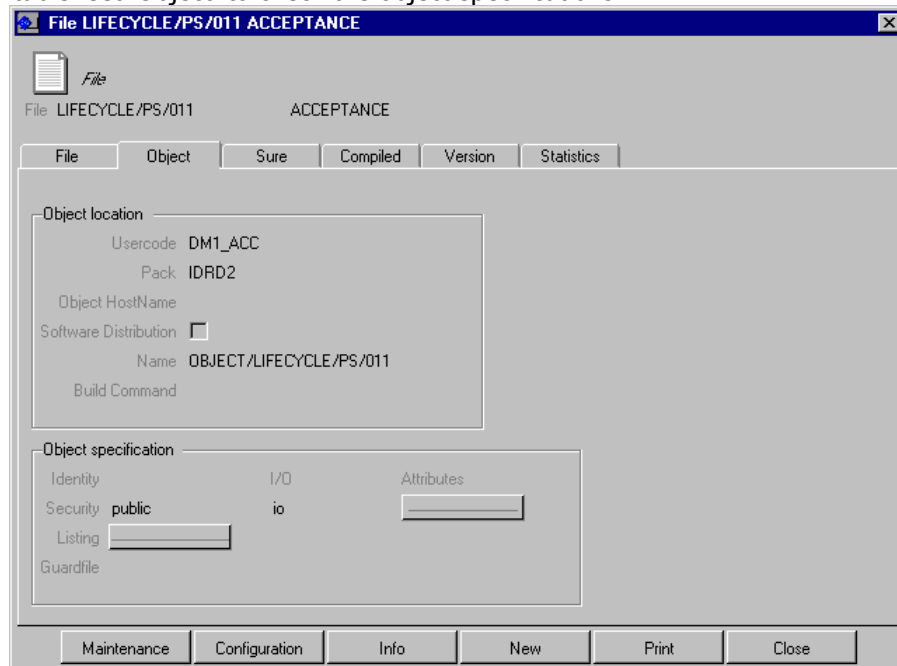 File LIFECYCLE/PS/011 ACCEPTANCE
File
File LIFECYCLE/PS/011 ACCEPTANCE
File Object Sure Compiled Version Statistics
Object location
Usercode DM1_ACC
Pack IDRD2
Object HostName
Software Distribution
Name OBJECT/LIFECYCLE/PS/011
Build Command
Object specification
Identity I/O Attributes
Security public io
Listing
Guardfile
Maintenance Configuration Info New Print Close